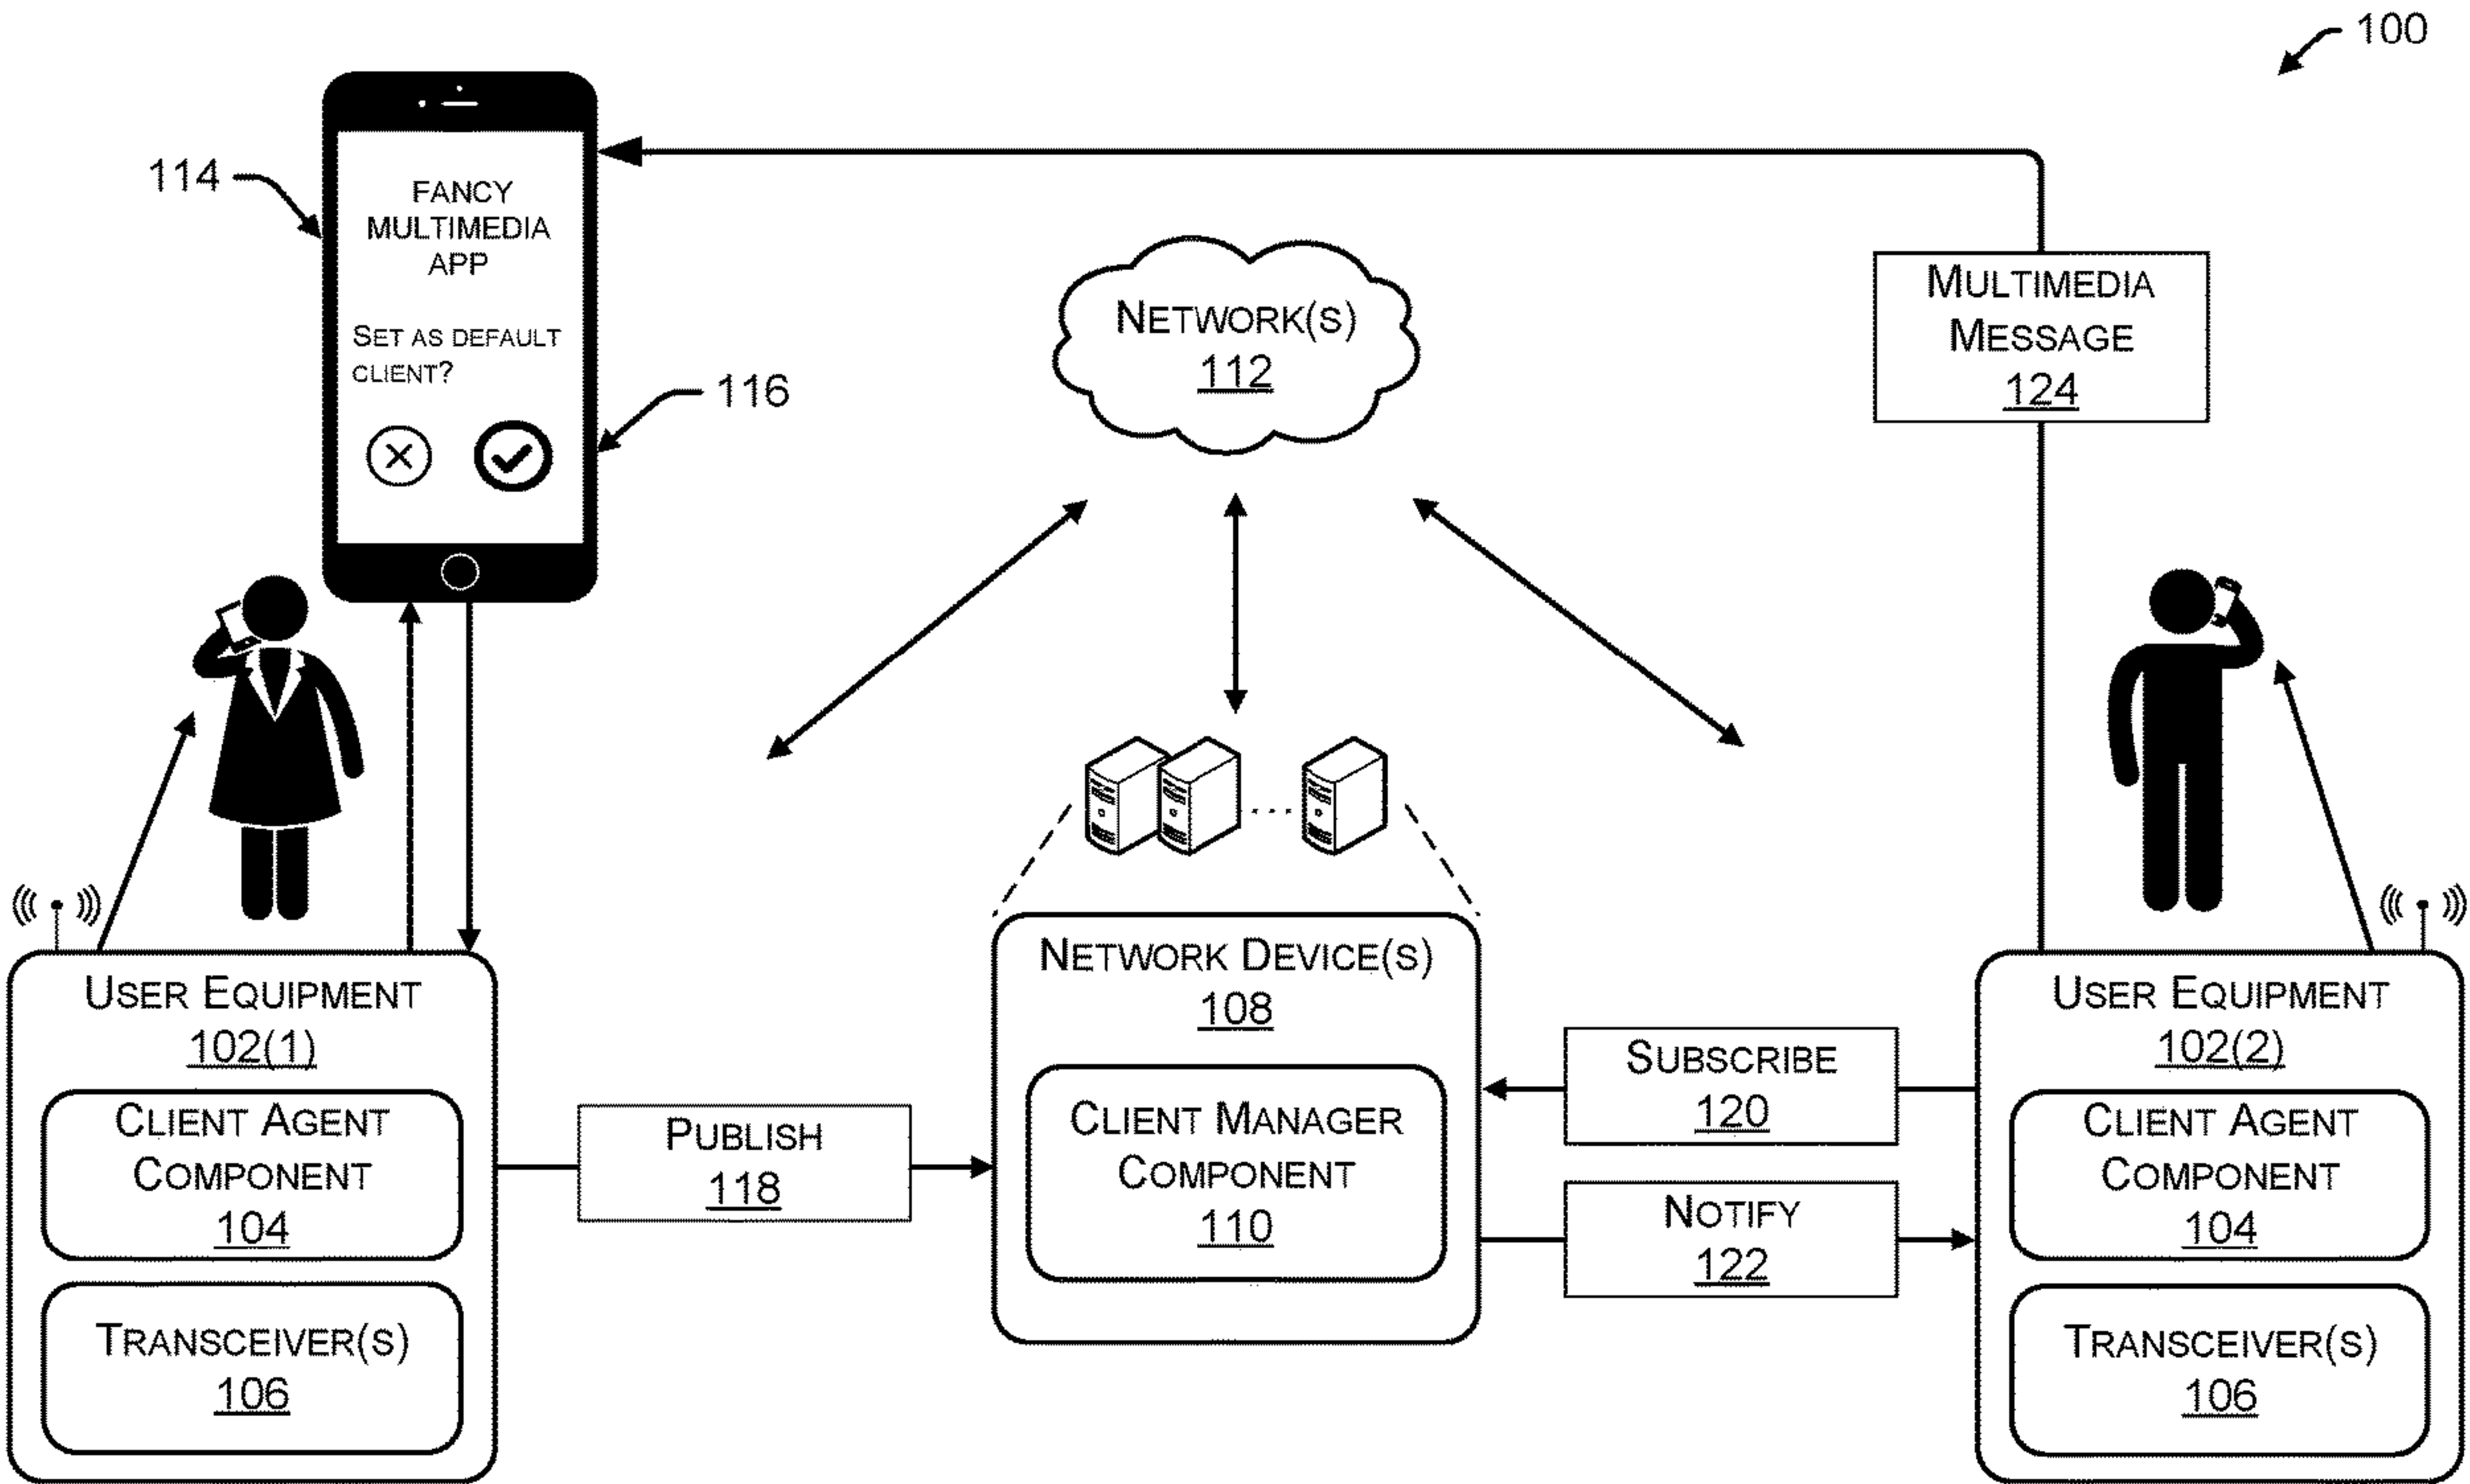 100
114
FANCY
MULTIMEDIA
APP
SET AS DEFAULT
CLIENT?
116
NETWORK(S)
112
MULTIMEDIA
MESSAGE
124
USER EQUIPMENT
102(1)
CLIENT AGENT
COMPONENT
104
TRANSCEIVER(S)
106
PUBLISH
118
NETWORK DEVICE(S)
108
CLIENT MANAGER
COMPONENT
110
SUBSCRIBE
120
NOTIFY
122
USER EQUIPMENT
102(2)
CLIENT AGENT
COMPONENT
104
TRANSCEIVER(S)
106